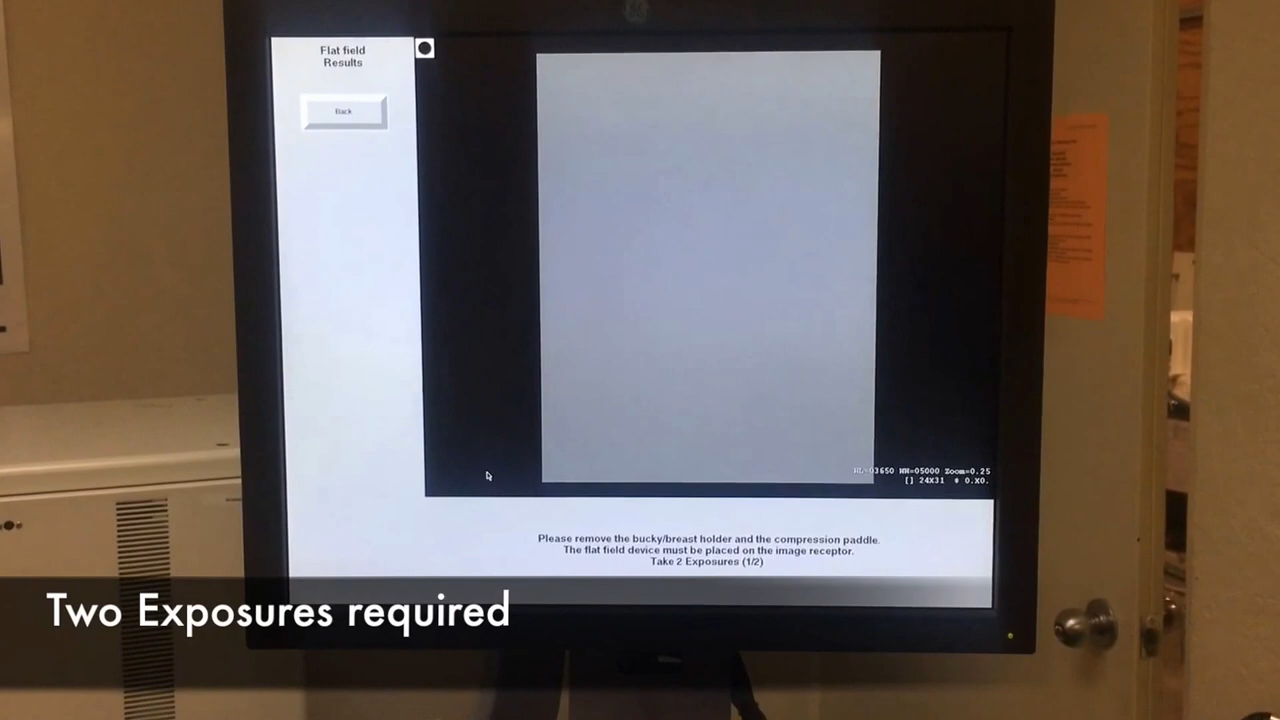 Flat field
Results
Back
WL=03650 WW=05000 Zoom=0.25
[] 24X31 0.X0.
Please remove the bucky/breast holder and the compression paddle.
The flat field device must be placed on the image receptor.
Take 2 Exposures (1/2)
Two Exposures required